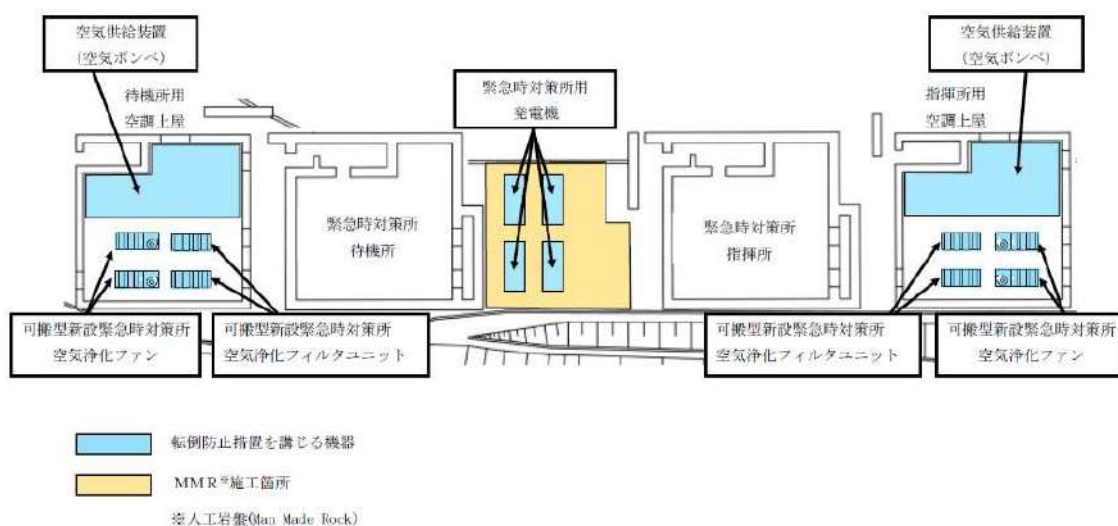 空気供給装置
(空気ボンベ)
空気供給装置
(空気ボンベ)
緊急時対策所用
発電機
待機所用
空調上屋
指揮所用
空調上屋
緊急時対策所
待機所
緊急時対策所
指揮所
可搬型新設緊急時対策所
空気浄化ファン
可搬型新設緊急時対策所
空気浄化フィルタユニット
可搬型新設緊急時対策所
空気浄化フィルタユニット
可搬型新設緊急時対策所
空気浄化ファン
転倒防止措置を講じる機器
MMR※施工箇所
※人工岩盤(Man Made Rock)